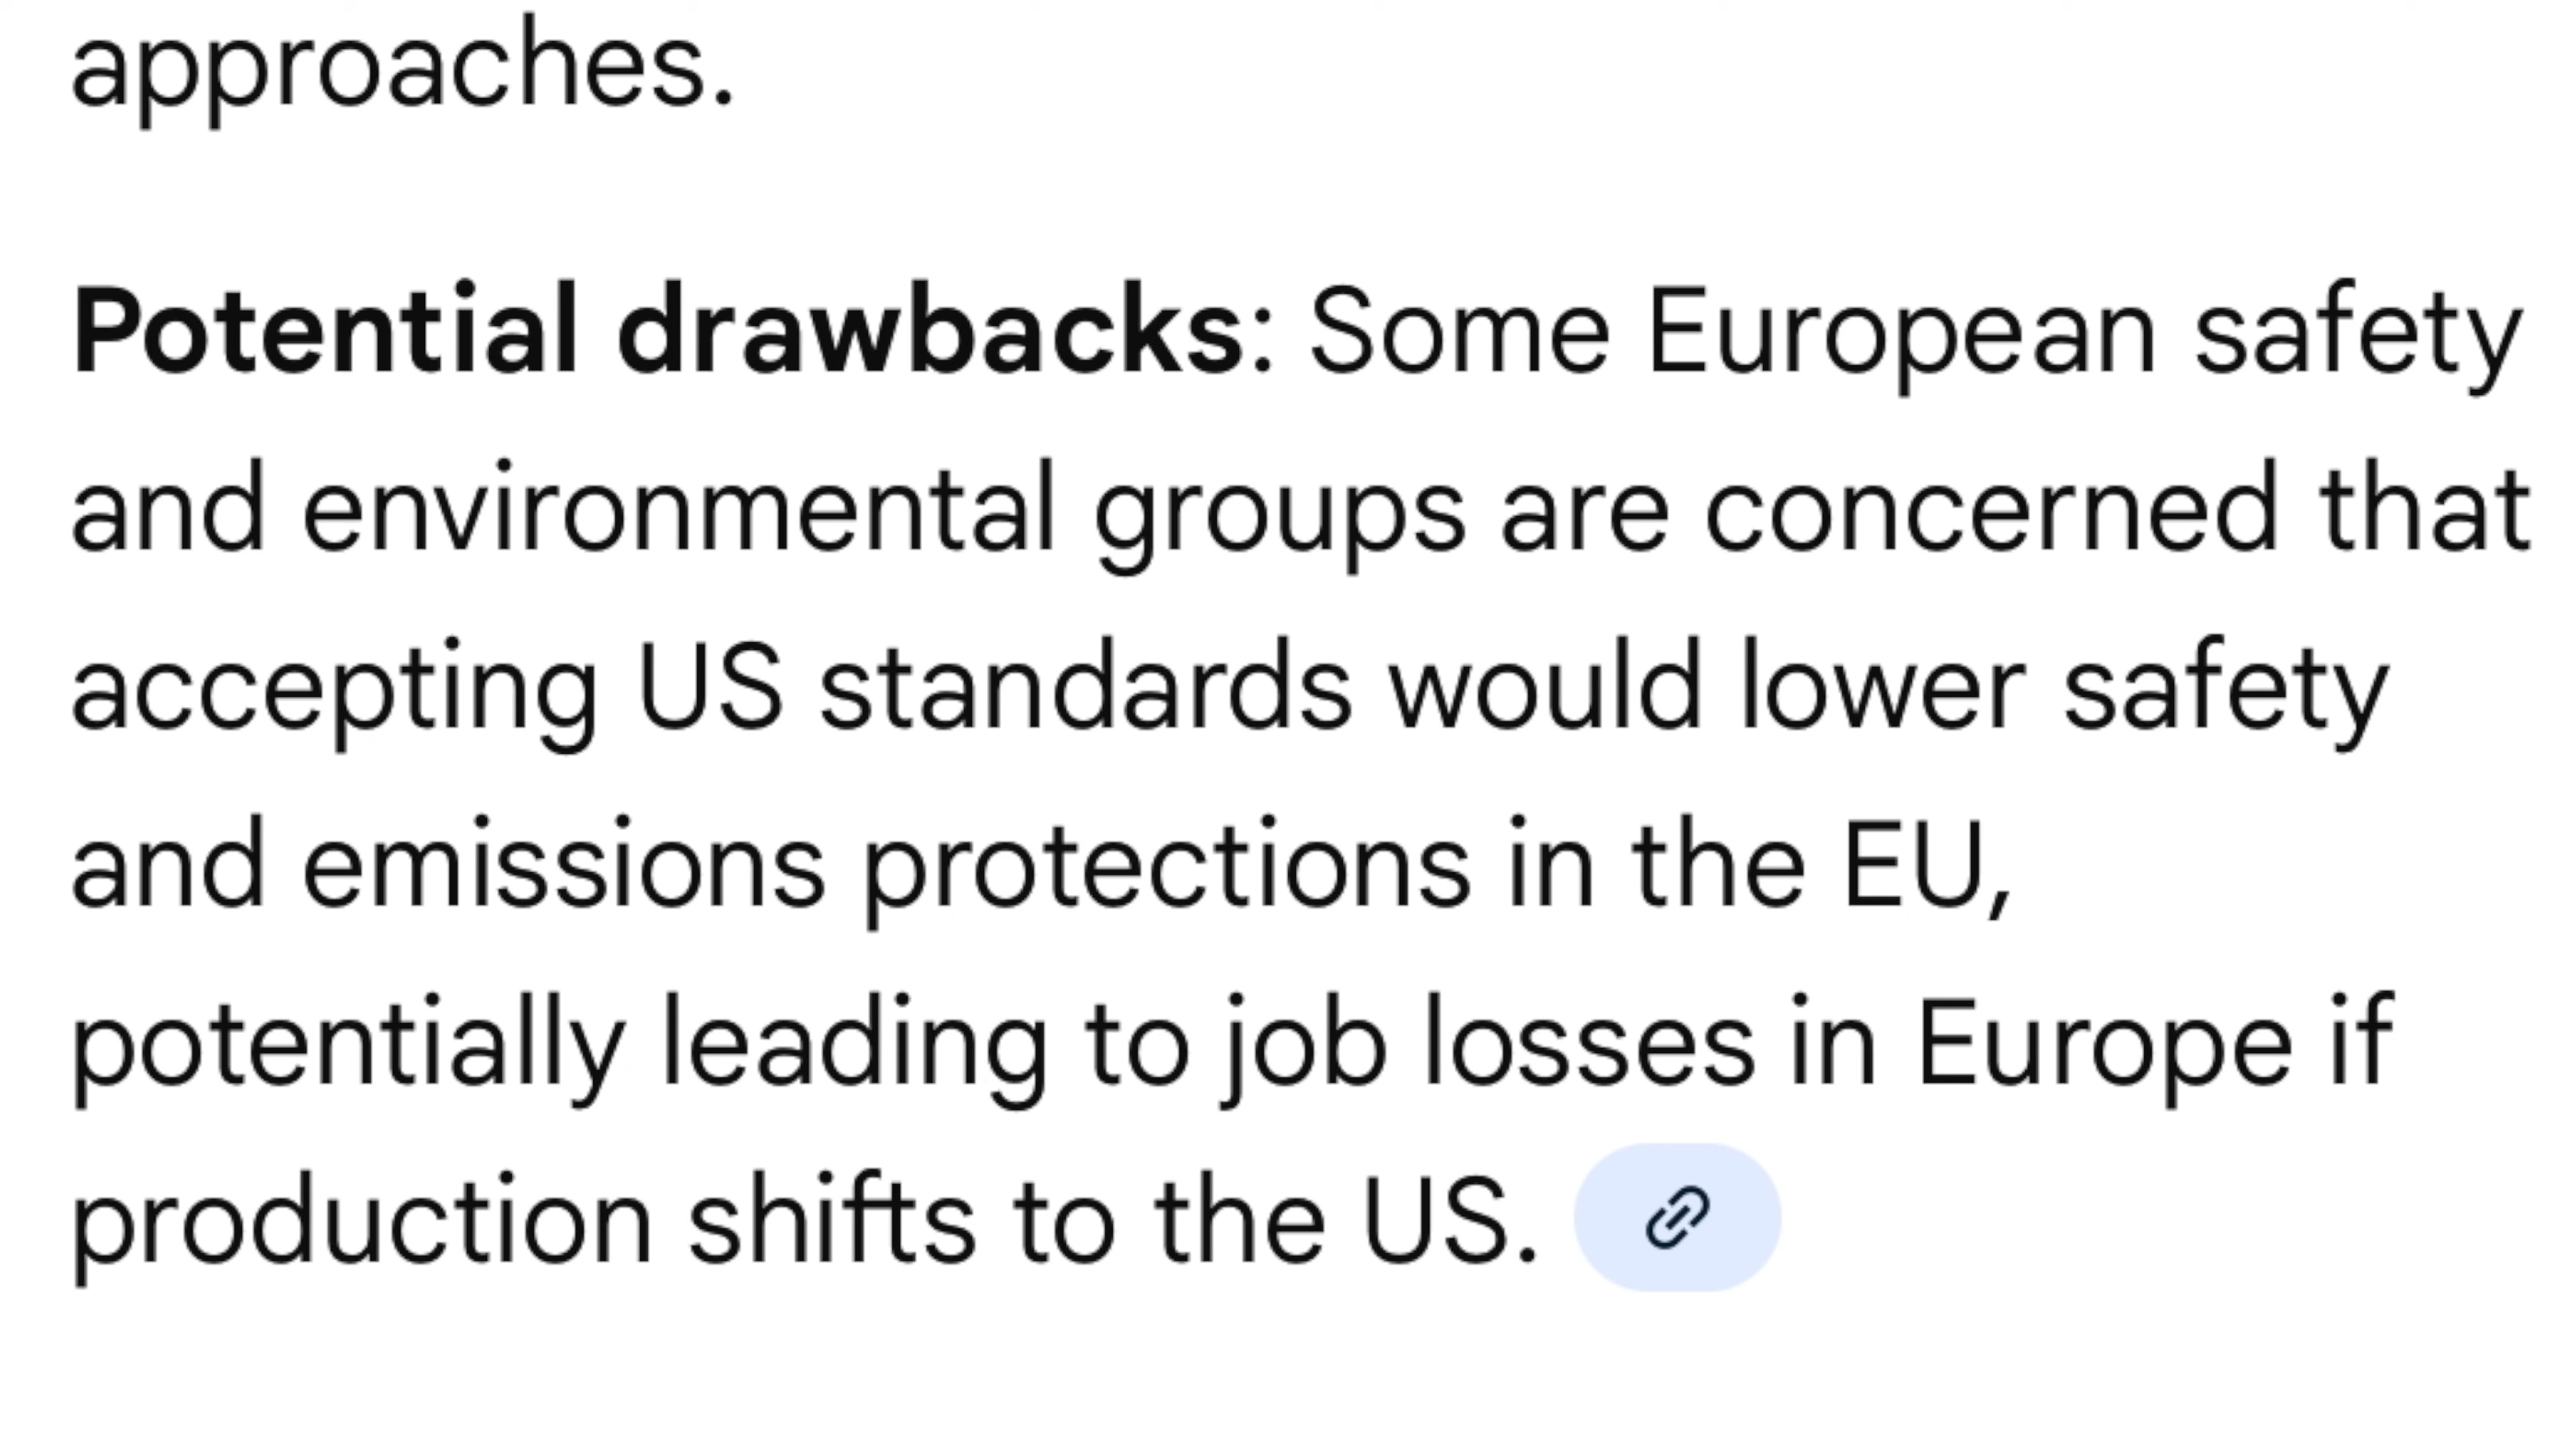 approaches.
Potential drawbacks: Some European safety
and environmental groups are concerned that
accepting US standards would lower safety
and emissions protections in the EU,
potentially leading to job losses in Europe if
production shifts to the US.